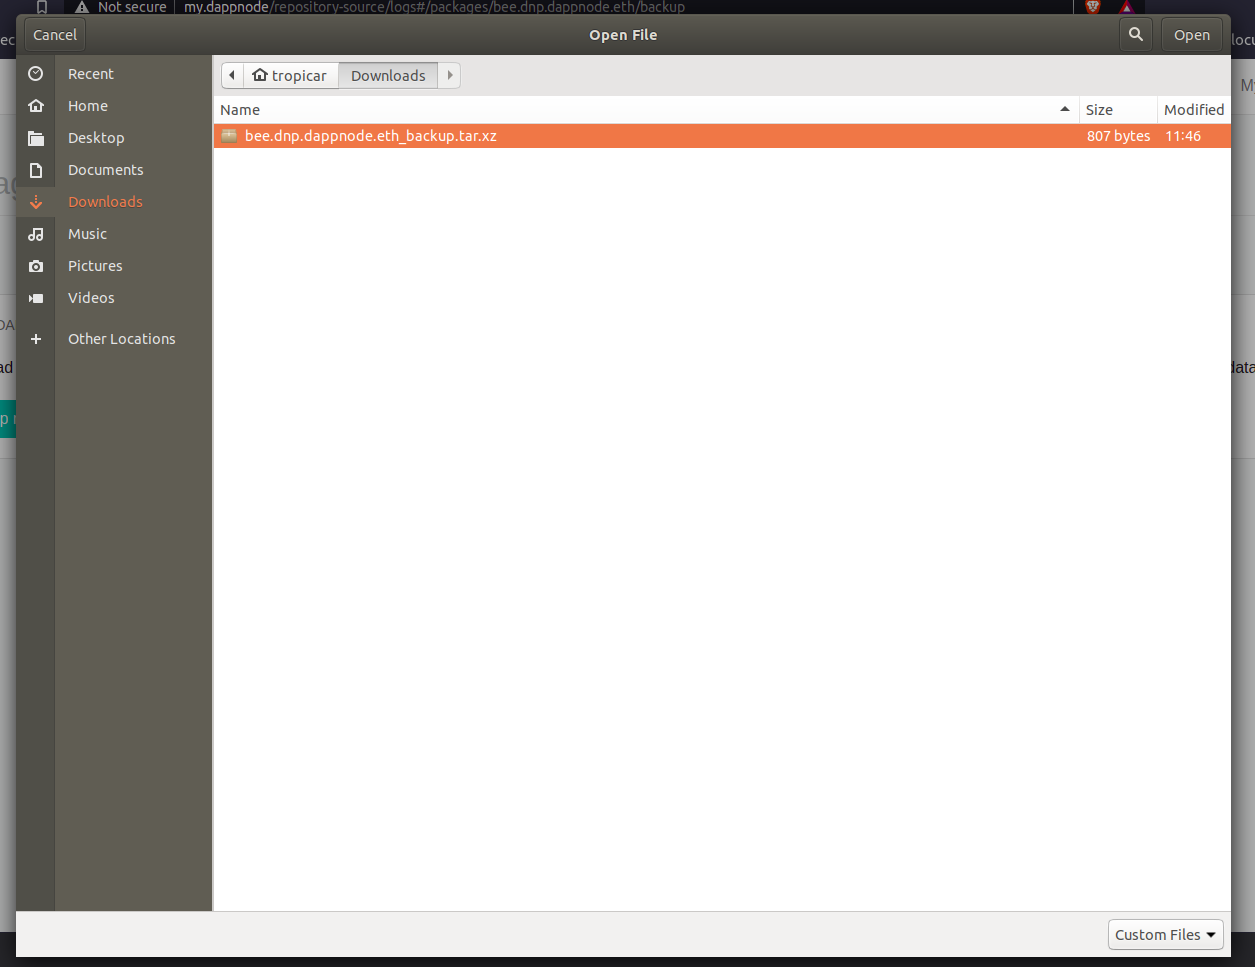 Not secure my.dappnode/repository-source/logs#/packages/bee.dnp.dappnode.eth/backup
Cancel Open File Open
Recent
Home
Desktop
Documents
Downloads
Music
Pictures
Videos
Other Locations
tropicar Downloads
Name Size Modified
bee.dnp.dappnode.eth_backup.tar.xz 807 bytes 11:46
Custom Files